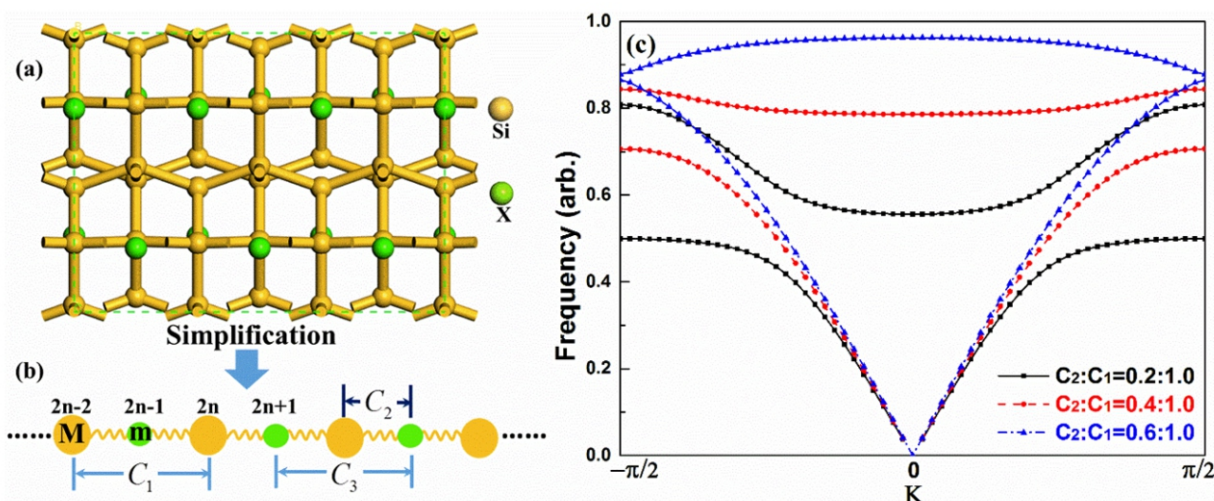 (a)
Si
X
Simplification
(b)
2n-2 2n-1 2n 2n+1
M m
C₂
C₁
C₃
(c)
1.0
0.8
0.6
0.4
0.2
0.0
Frequency (arb.)
−π/2 0 π/2
K
C₂:C₁=0.2:1.0
C₂:C₁=0.4:1.0
C₂:C₁=0.6:1.0